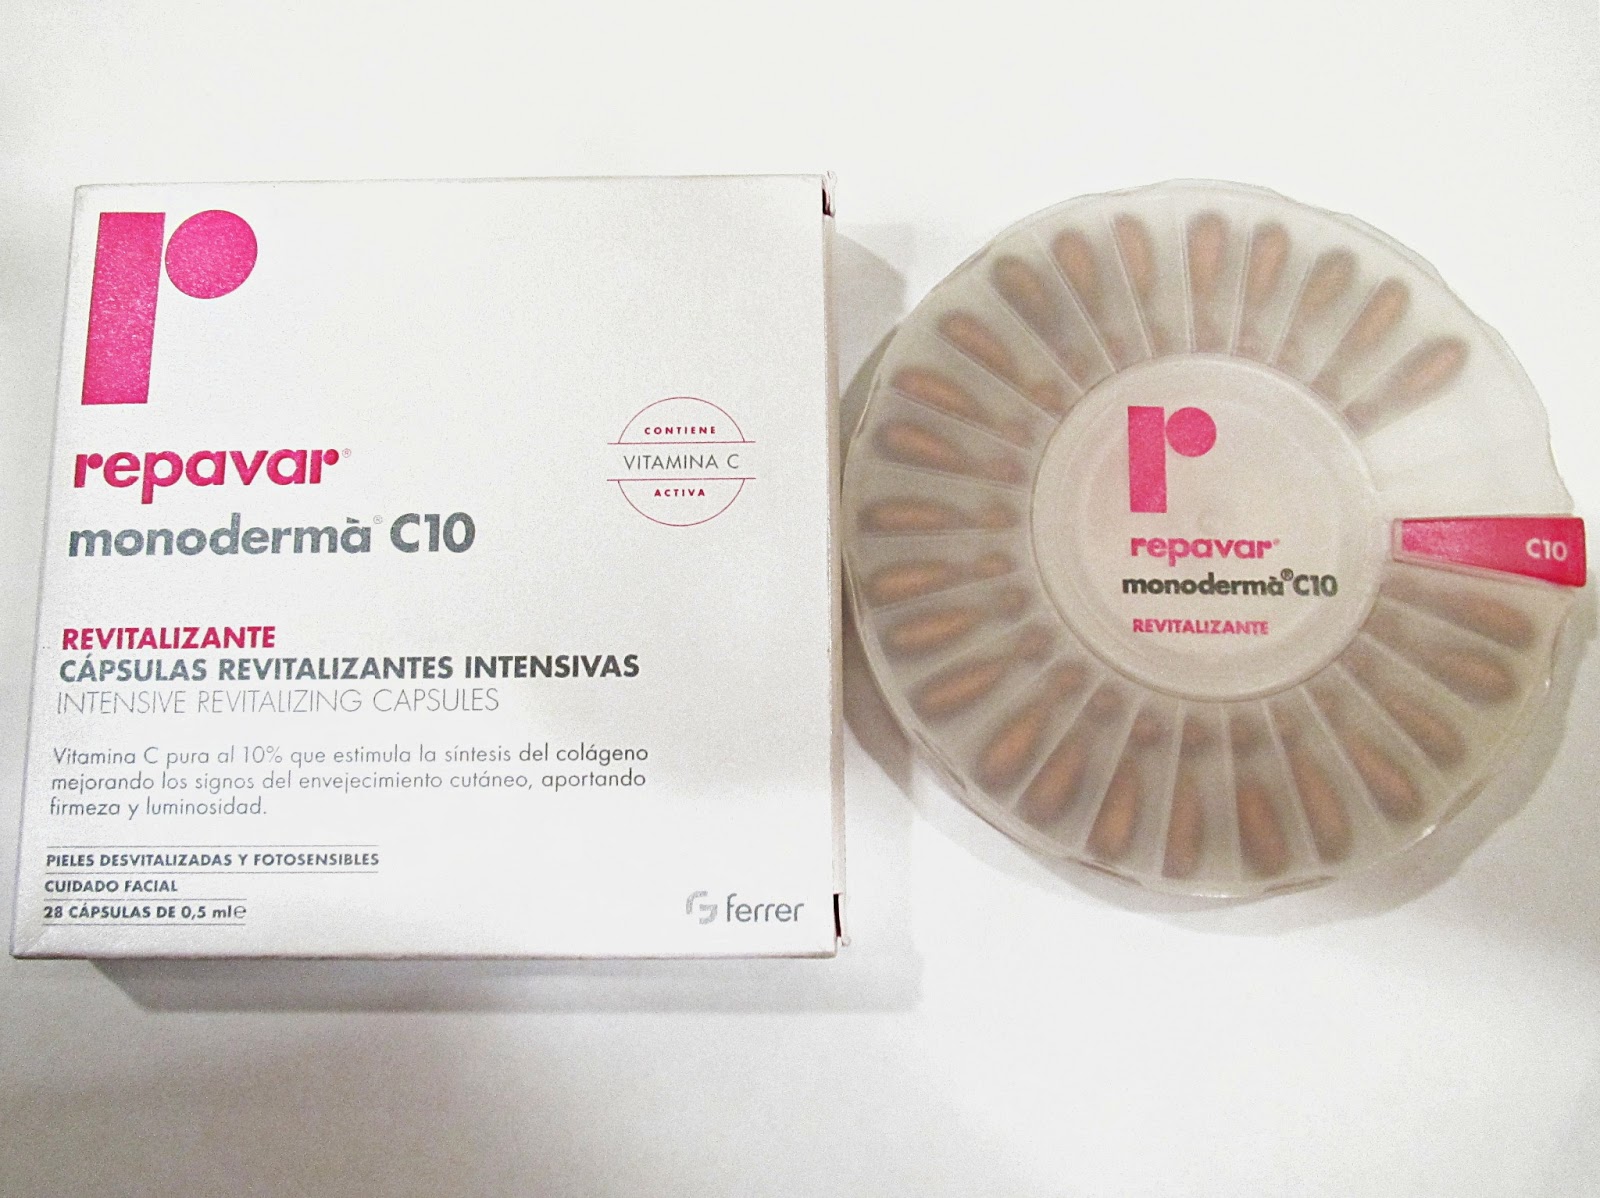 r
repavar®
monodermà® C10
CONTIENE
VITAMINA C
ACTIVA
REVITALIZANTE
CÁPSULAS REVITALIZANTES INTENSIVAS
INTENSIVE REVITALIZING CAPSULES
Vitamina C pura al 10% que estimula la síntesis del colágeno
mejorando los signos del envejecimiento cutáneo, aportando
firmeza y luminosidad.
PIELES DESVITALIZADAS Y FOTOSENSIBLES
CUIDADO FACIAL
28 CÁPSULAS DE 0,5 ml℮
ferrer
r
repavar®
monodermà®C10
REVITALIZANTE
C10